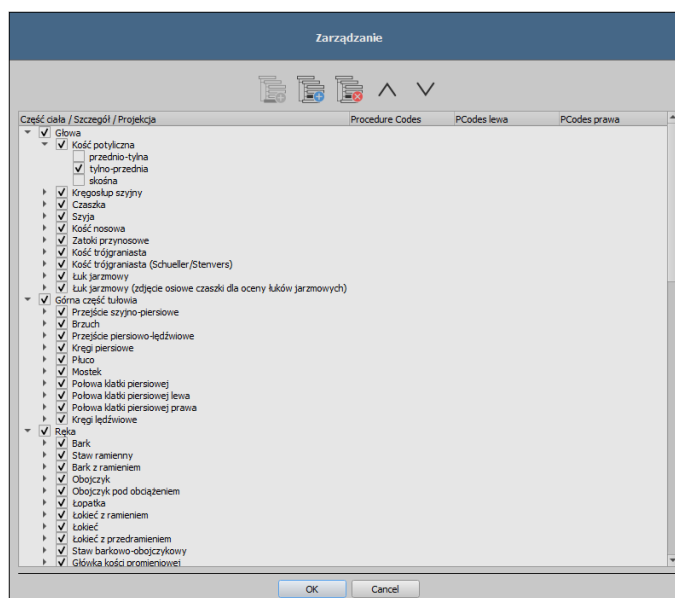 Zarządzanie
Część ciała / Szczegół / Projekcja Procedure Codes PCodes lewa PCodes prawa
Głowa
Kość potyliczna
przednio-tylna
tylno-przednia
skośna
Kręgosłup szyjny
Czaszka
Szyja
Kość nosowa
Zatoki przynosowe
Kość trójgraniasta
Kość trójgraniasta (Schueller/Stenvers)
Łuk jarzmowy
Łuk jarzmowy (zdjęcie osiowe czaszki dla oceny łuków jarzmowych)
Górna część tułowia
Przejście szyjno-piersiowe
Brzuch
Przejście piersiowo-lędźwiowe
Kręgi piersiowe
Płuco
Mostek
Połowa klatki piersiowej
Połowa klatki piersiowej lewa
Połowa klatki piersiowej prawa
Kręgi lędźwiowe
Ręka
Bark
Staw ramienny
Bark z ramieniem
Obojczyk
Obojczyk pod obciążeniem
Łopatka
Łokieć z ramieniem
Łokieć
Łokieć z przedramieniem
Staw barkowo-obojczykowy
Główka kości promieniowej
OK Cancel